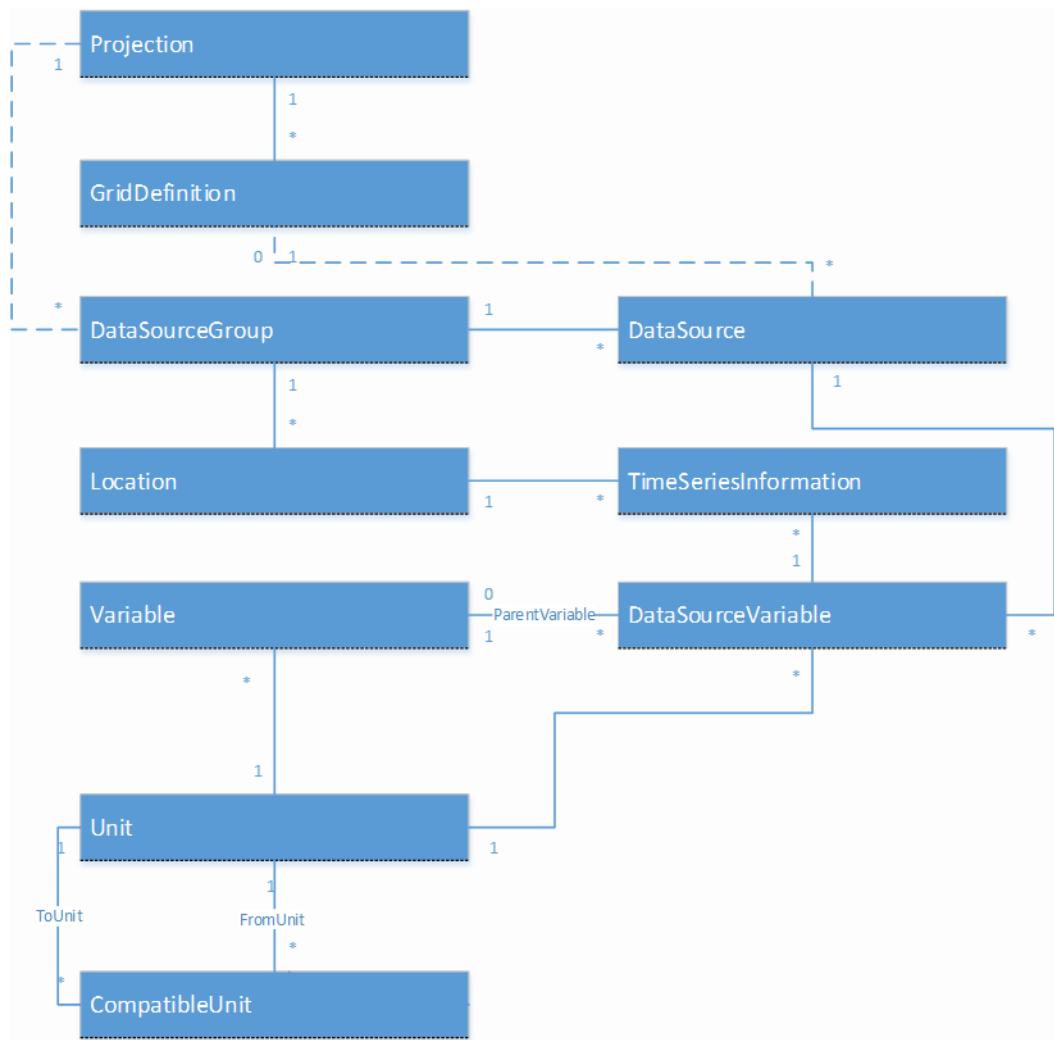 Projection
1
1
*
GridDefinition
0 1
*
*
DataSourceGroup
1
*
DataSource
1
1
*
Location
1
*
TimeSeriesInformation
*
1
Variable
0
ParentVariable
1
*
DataSourceVariable
*
*
*
1
Unit
1
1
1
ToUnit
FromUnit
*
*
CompatibleUnit